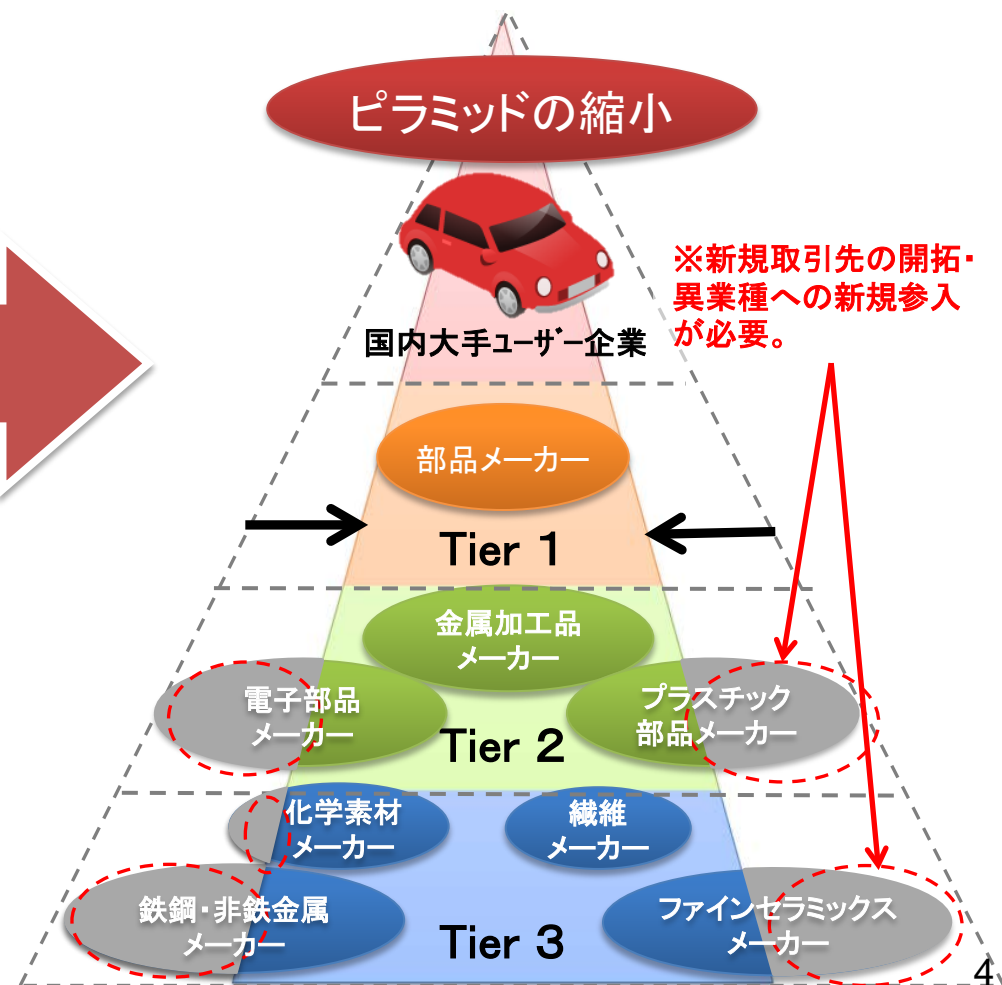 ピラミッドの縮小
※新規取引先の開拓・
異業種への新規参入
が必要。
国内大手ﾕｰｻﾞｰ企業
部品メーカー
Tier 1
金属加工品
メーカー
電子部品
メーカー
プラスチック
部品メーカー
Tier 2
化学素材
メーカー
繊維
メーカー
鉄鋼・非鉄金属
メーカー
ファインセラミックス
メーカー
Tier 3
4